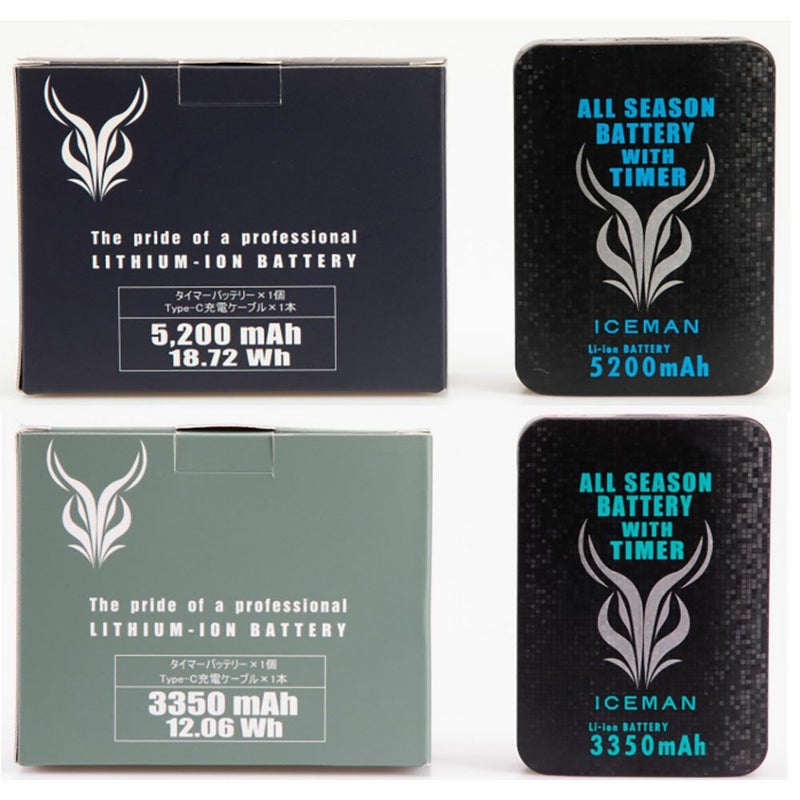 The pride of a professional
LITHIUM-ION BATTERY
タイマーバッテリー×1個
Type-C充電ケーブル×1本
5,200 mAh
18.72 Wh
ALL SEASON
BATTERY
WITH
TIMER
ICEMAN
Li-ion BATTERY
5200mAh
The pride of a professional
LITHIUM-ION BATTERY
タイマーバッテリー×1個
Type-C充電ケーブル×1本
3350 mAh
12.06 Wh
ALL SEASON
BATTERY
WITH
TIMER
ICEMAN
Li-ion BATTERY
3350mAh